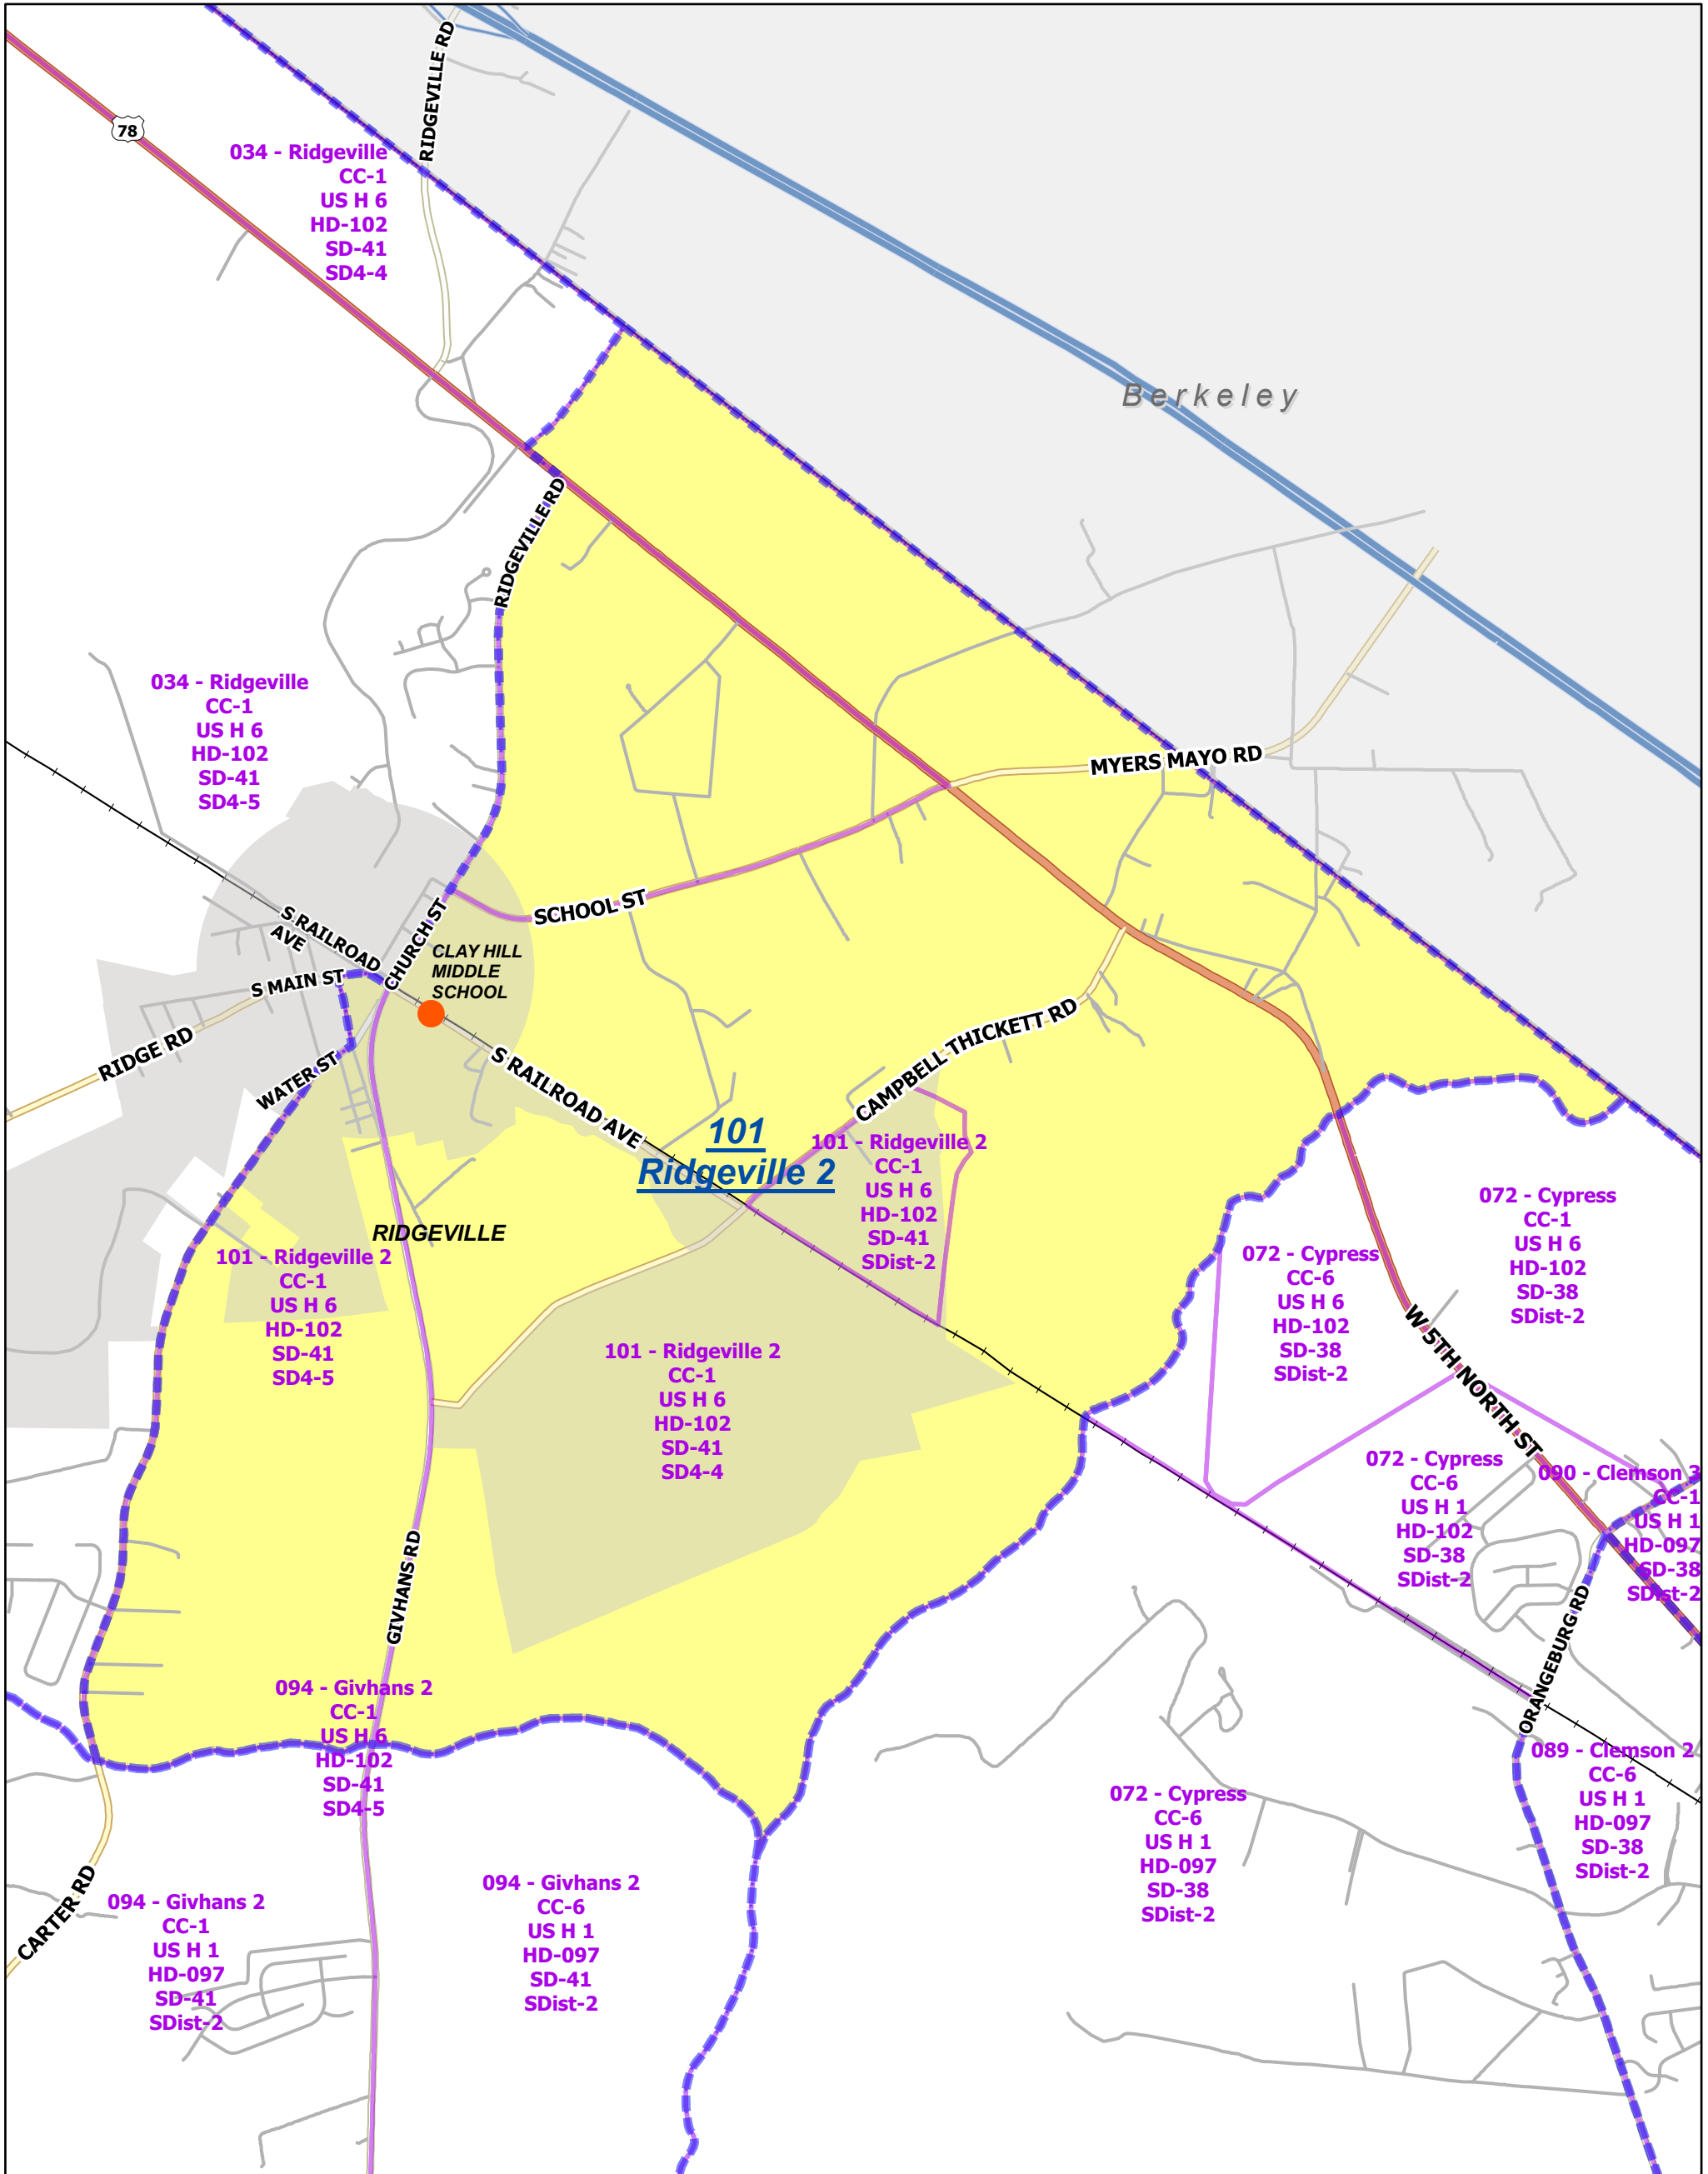 RIDGEVILLE RD
78
034 - Ridgeville
CC-1
US H 6
HD-102
SD-41
SD4-4
Berkeley
RIDGEVILLE RD
034 - Ridgeville
CC-1
US H 6
HD-102
SD-41
SD4-5
MYERS MAYO RD
SCHOOL ST
S RAILROAD
AVE
CHURCH ST
CLAY HILL
MIDDLE
SCHOOL
S MAIN ST
RIDGE RD
WATER ST
S RAILROAD AVE
CAMPBELL THICKETT RD
101
Ridgeville 2
101 - Ridgeville 2
CC-1
US H 6
HD-102
SD-41
SDist-2
RIDGEVILLE
101 - Ridgeville 2
CC-1
US H 6
HD-102
SD-41
SD4-5
101 - Ridgeville 2
CC-1
US H 6
HD-102
SD-41
SD4-4
072 - Cypress
CC-6
US H 6
HD-102
SD-38
SDist-2
072 - Cypress
CC-1
US H 6
HD-102
SD-38
SDist-2
W 5TH NORTH ST
072 - Cypress
CC-6
US H 1
HD-102
SD-38
SDist-2
090 - Clemson 3
CC-1
US H 1
HD-097
SD-38
SDist-2
GIVHANS RD
ORANGEBURG RD
094 - Givhans 2
CC-1
US H 6
HD-102
SD-41
SD4-5
089 - Clemson 2
CC-6
US H 1
HD-097
SD-38
SDist-2
072 - Cypress
CC-6
US H 1
HD-097
SD-38
SDist-2
CARTER RD
094 - Givhans 2
CC-1
US H 1
HD-097
SD-41
SDist-2
094 - Givhans 2
CC-6
US H 1
HD-097
SD-41
SDist-2